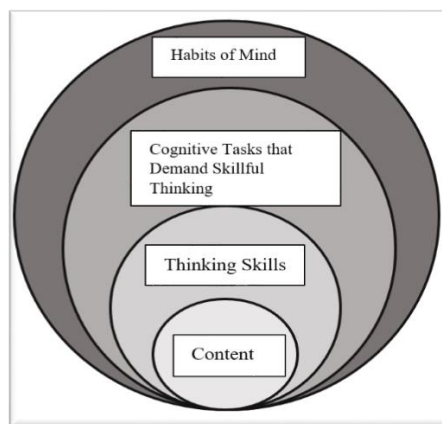 Habits of Mind
Cognitive Tasks that
Demand Skillful
Thinking
Thinking Skills
Content